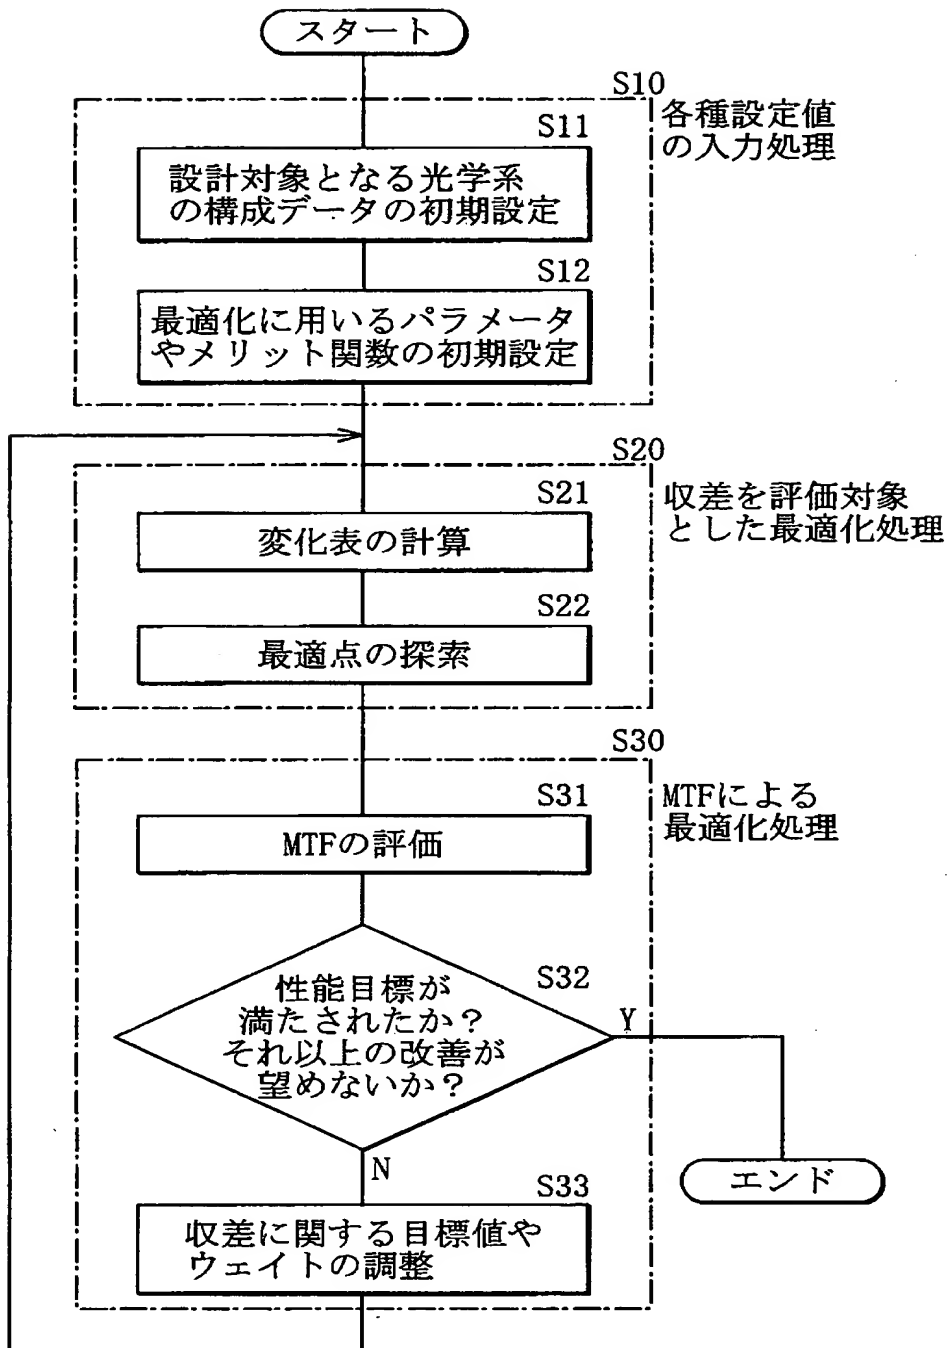 スタート
S10
各種設定値
の入力処理
S11
設計対象となる光学系
の構成データの初期設定
S12
最適化に用いるパラメータ
やメリット関数の初期設定
S20
収差を評価対象
とした最適化処理
S21
変化表の計算
S22
最適点の探索
S30
MTFによる
最適化処理
S31
MTFの評価
S32
性能目標が
満たされたか？
それ以上の改善が
望めないか？
Y
N
エンド
S33
収差に関する目標値や
ウェイトの調整